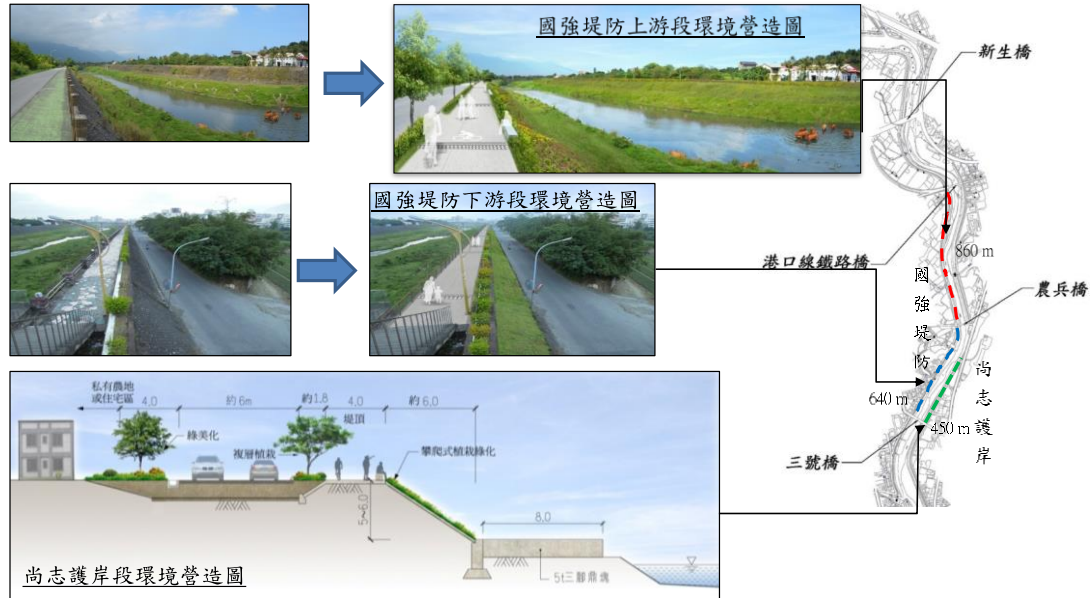 國強堤防上游段環境營造圖
新生橋
國強堤防下游段環境營造圖
港口線鐵路橋
860 m
農兵橋
國強堤防
尚志護岸
640 m
450 m
三號橋
私有農地
或住宅區
4.0
約6m
約1.8
4.0
約 6.0
堤頂
綠美化
複層植栽
攀爬式植栽綠化
5~6.0
8.0
5t三腳鼎塊
尚志護岸段環境營造圖